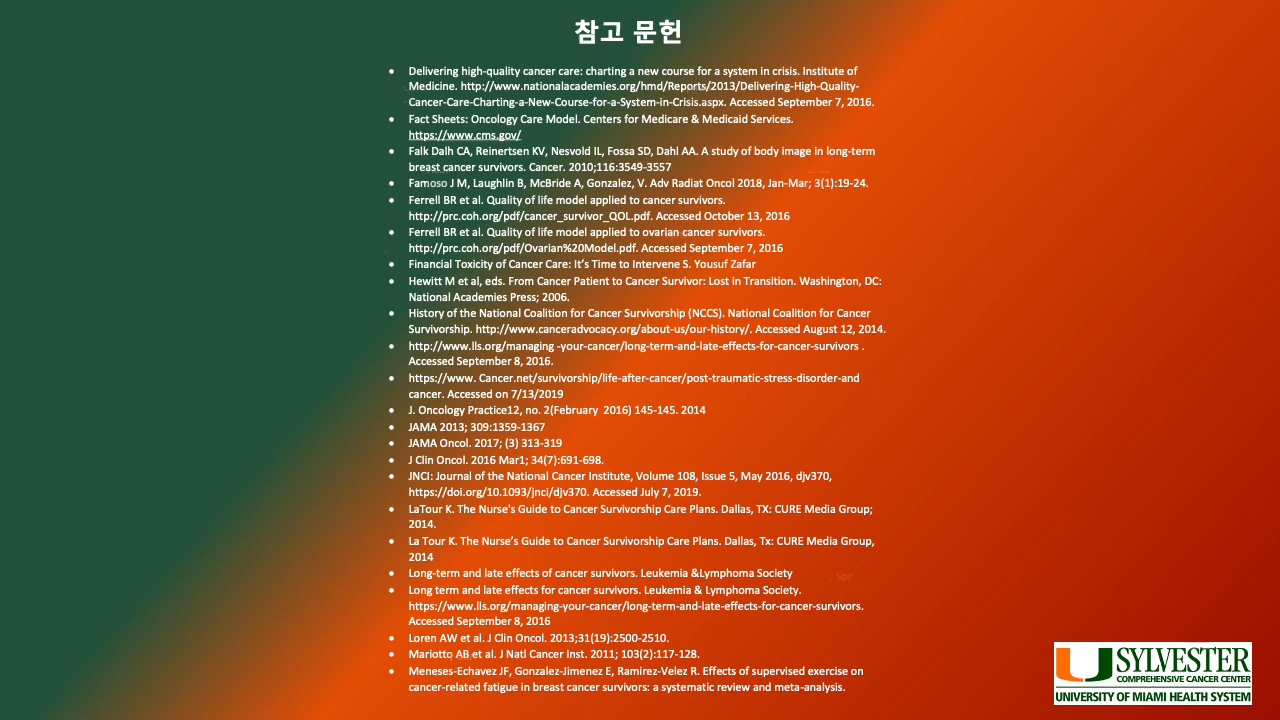 참고 문헌
• Delivering high-quality cancer care: charting a new course for a system in crisis. Institute of
Medicine. http://www.nationalacademies.org/hmd/Reports/2013/Delivering-High-Quality-
Cancer-Care-Charting-a-New-Course-for-a-System-in-Crisis.aspx. Accessed September 7, 2016.
• Fact Sheets: Oncology Care Model. Centers for Medicare & Medicaid Services.
https://www.cms.gov/
• Falk Dalh CA, Reinertsen KV, Nesvold IL, Fossa SD, Dahl AA. A study of body image in long-term
breast cancer survivors. Cancer. 2010;116:3549-3557
• Famoso J M, Laughlin B, McBride A, Gonzalez, V. Adv Radiat Oncol 2018, Jan-Mar; 3(1):19-24.
• Ferrell BR et al. Quality of life model applied to cancer survivors.
http://prc.coh.org/pdf/cancer_survivor_QOL.pdf. Accessed October 13, 2016
• Ferrell BR et al. Quality of life model applied to ovarian cancer survivors.
http://prc.coh.org/pdf/Ovarian%20Model.pdf. Accessed September 7, 2016
• Financial Toxicity of Cancer Care: It’s Time to Intervene S. Yousuf Zafar
• Hewitt M et al, eds. From Cancer Patient to Cancer Survivor: Lost in Transition. Washington, DC:
National Academies Press; 2006.
• History of the National Coalition for Cancer Survivorship (NCCS). National Coalition for Cancer
Survivorship. http://www.canceradvocacy.org/about-us/our-history/. Accessed August 12, 2014.
• http://www.lls.org/managing -your-cancer/long-term-and-late-effects-for-cancer-survivors .
Accessed September 8, 2016.
• https://www. Cancer.net/survivorship/life-after-cancer/post-traumatic-stress-disorder-and
cancer. Accessed on 7/13/2019
• J. Oncology Practice12, no. 2(February  2016) 145-145. 2014
• JAMA 2013; 309:1359-1367
• JAMA Oncol. 2017; (3) 313-319
• J Clin Oncol. 2016 Mar1; 34(7):691-698.
• JNCI: Journal of the National Cancer Institute, Volume 108, Issue 5, May 2016, djv370,
https://doi.org/10.1093/jnci/djv370. Accessed July 7, 2019.
• LaTour K. The Nurse's Guide to Cancer Survivorship Care Plans. Dallas, TX: CURE Media Group;
2014.
• La Tour K. The Nurse’s Guide to Cancer Survivorship Care Plans. Dallas, Tx: CURE Media Group,
2014
• Long-term and late effects of cancer survivors. Leukemia &Lymphoma Society
• Long term and late effects for cancer survivors. Leukemia & Lymphoma Society.
https://www.lls.org/managing-your-cancer/long-term-and-late-effects-for-cancer-survivors.
Accessed September 8, 2016
• Loren AW et al. J Clin Oncol. 2013;31(19):2500-2510.
• Mariotto AB et al. J Natl Cancer Inst. 2011; 103(2):117-128.
• Meneses-Echavez JF, Gonzalez-Jimenez E, Ramirez-Velez R. Effects of supervised exercise on
cancer-related fatigue in breast cancer survivors: a systematic review and meta-analysis.
SYLVESTER
COMPREHENSIVE CANCER CENTER
UNIVERSITY OF MIAMI HEALTH SYSTEM